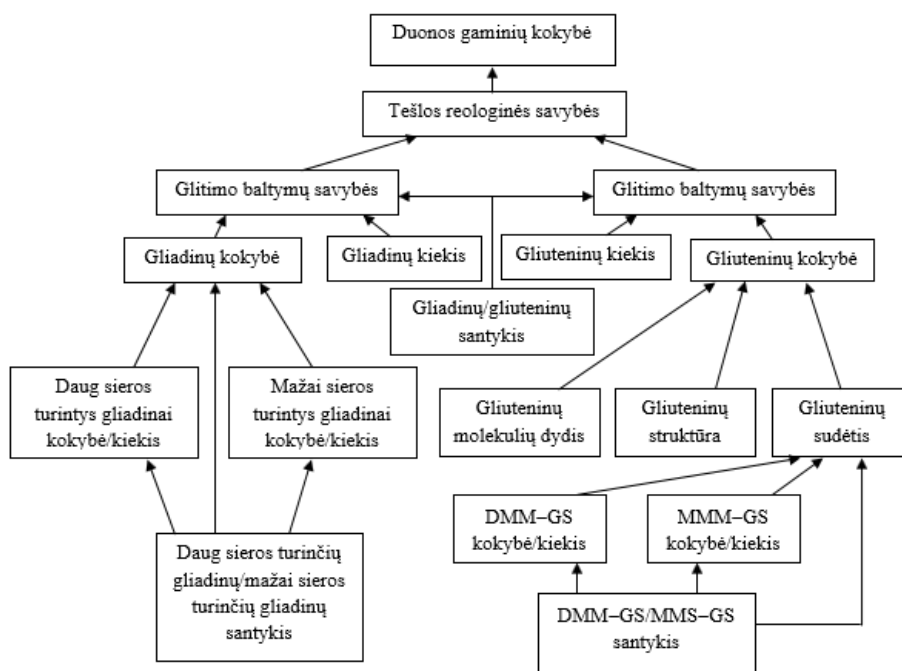 Duonos gaminių kokybė
Tešlos reologinės savybės
Glitimo baltymų savybės
Glitimo baltymų savybės
Gliadinų kokybė
Gliadinų kiekis
Gliuteninų kiekis
Gliuteninų kokybė
Gliadinų/gliuteninų
santykis
Daug sieros
turintys gliadinai
kokybė/kiekis
Mažai sieros
turintys gliadinai
kokybė/kiekis
Gliuteninų
molekulių dydis
Gliuteninų
struktūra
Gliuteninų
sudėtis
DMM–GS
kokybė/kiekis
MMM–GS
kokybė/kiekis
Daug sieros turinčių
gliadinų/mažai sieros
turinčių gliadinų
santykis
DMM–GS/MMS–GS
santykis